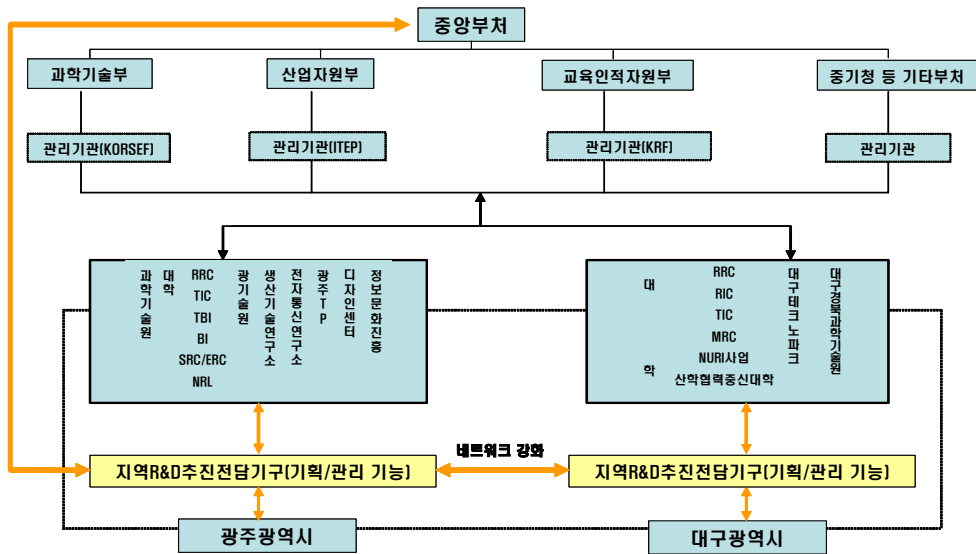 중앙부처
과학기술부
산업자원부
교육인적자원부
중기청 등 기타부처
관리기관(KORSEF)
관리기관(ITEP)
관리기관(KRF)
관리기관
과학기술원
대학
RRC
TIC
TBI
BI
SRC/ERC
NRL
광기술원
생산기술연구소
전자통신연구소
광주TP
디자인센터
정보문화진흥
대학
RRC
RIC
TIC
MRC
NURI사업
산학협력중신대학
대구테크노파크
대구경북과학기술원
네트워크 강화
지역R&D추진전담기구(기획/관리 기능)
지역R&D추진전담기구(기획/관리 기능)
광주광역시
대구광역시